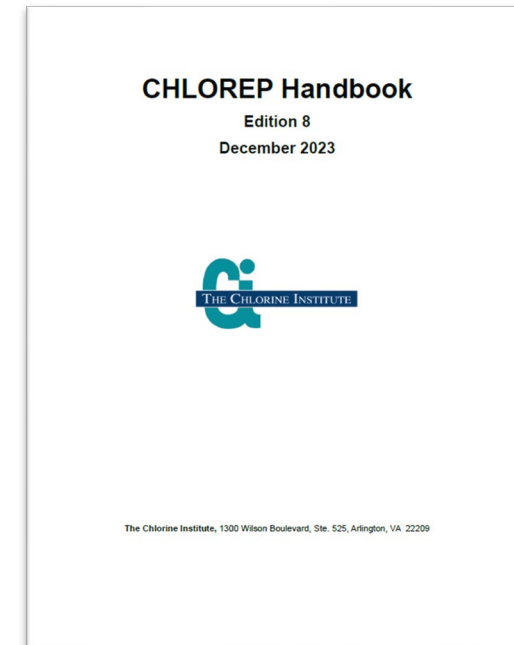 CHLOREP Handbook
Edition 8
December 2023
THE CHLORINE INSTITUTE
The Chlorine Institute, 1300 Wilson Boulevard, Ste. 525, Arlington, VA 22209